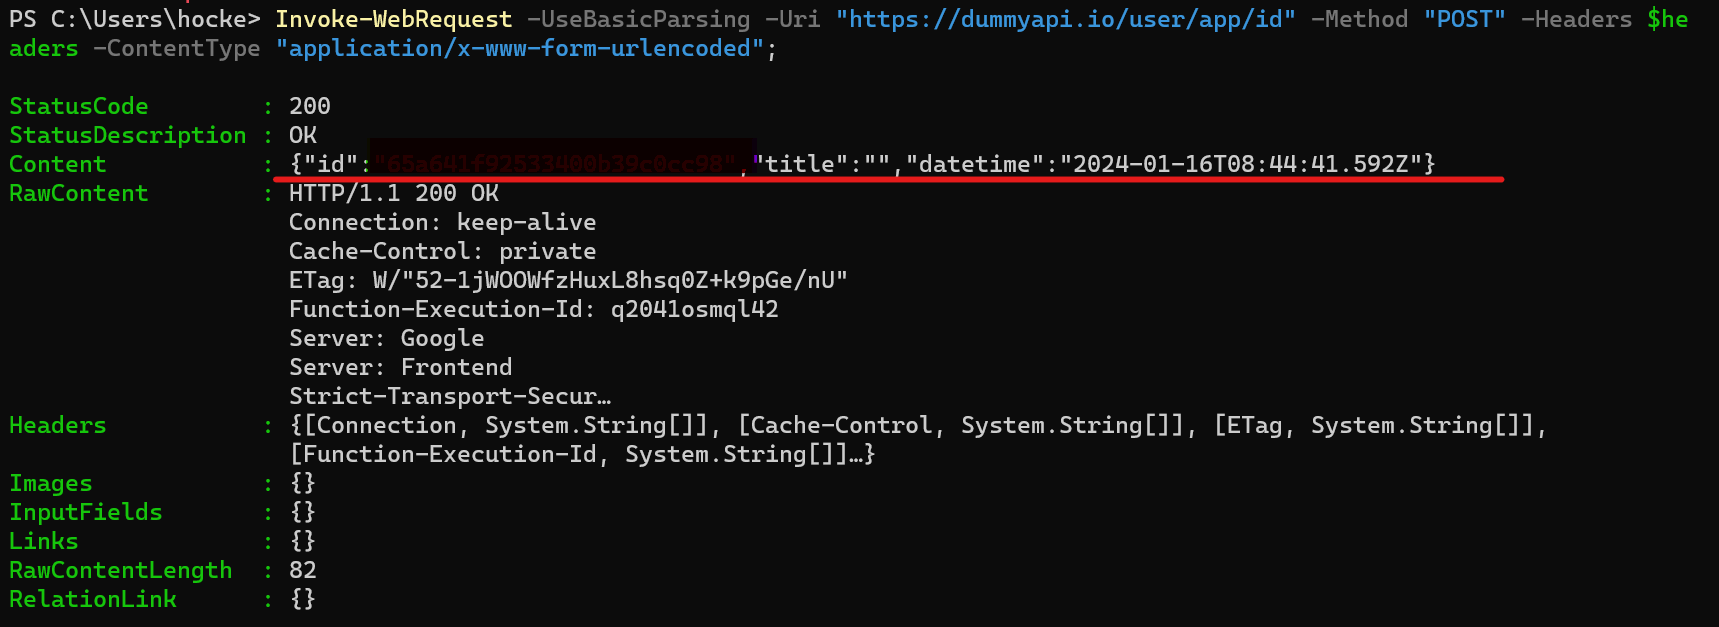 PS C:\Users\hocke> Invoke-WebRequest -UseBasicParsing -Uri "https://dummyapi.io/user/app/id" -Method "POST" -Headers $he
aders -ContentType "application/x-www-form-urlencoded";
StatusCode : 200
StatusDescription : OK
Content : {"id": "title":"","datetime":"2024-01-16T08:44:41.592Z"}
RawContent : HTTP/1.1 200 OK
Connection: keep-alive
Cache-Control: private
ETag: W/"52-1jWOOWfzHuxL8hsq0Z+k9pGe/nU"
Function-Execution-Id: q2041osmql42
Server: Google
Server: Frontend
Strict-Transport-Secur…
Headers : {[Connection, System.String[]], [Cache-Control, System.String[]], [ETag, System.String[]],
[Function-Execution-Id, System.String[]]…}
Images : {}
InputFields : {}
Links : {}
RawContentLength : 82
RelationLink : {}